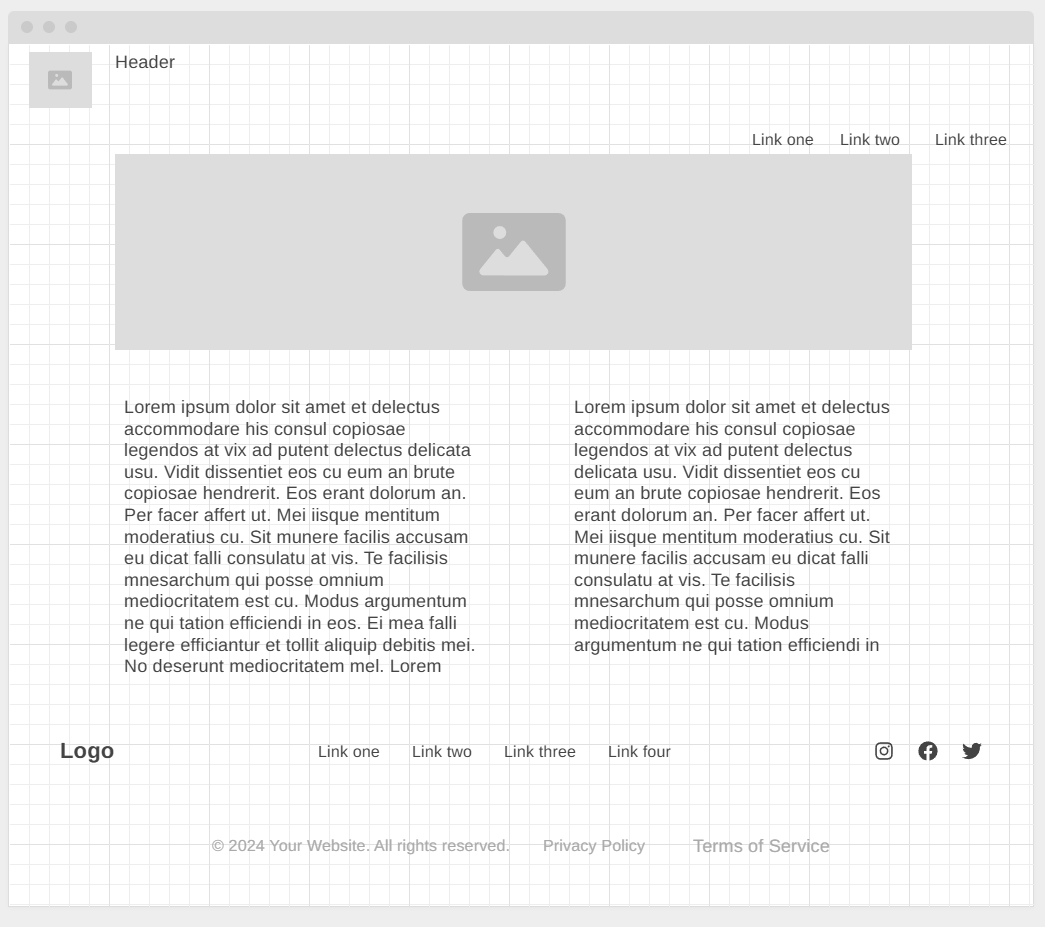 Header
Link one Link two Link three
Lorem ipsum dolor sit amet et delectus
accommodare his consul copiosae
legendos at vix ad putent delectus delicata
usu. Vidit dissentiet eos cu eum an brute
copiosae hendrerit. Eos erant dolorum an.
Per facer affert ut. Mei iisque mentitum
moderatius cu. Sit munere facilis accusam
eu dicat falli consulatu at vis. Te facilisis
mnesarchum qui posse omnium
mediocritatem est cu. Modus argumentum
ne qui tation efficiendi in eos. Ei mea falli
legere efficiantur et tollit aliquip debitis mei.
No deserunt mediocritatem mel. Lorem
Lorem ipsum dolor sit amet et delectus
accommodare his consul copiosae
legendos at vix ad putent delectus
delicata usu. Vidit dissentiet eos cu
eum an brute copiosae hendrerit. Eos
erant dolorum an. Per facer affert ut.
Mei iisque mentitum moderatius cu. Sit
munere facilis accusam eu dicat falli
consulatu at vis. Te facilisis
mnesarchum qui posse omnium
mediocritatem est cu. Modus
argumentum ne qui tation efficiendi in
Logo Link one Link two Link three Link four
© 2024 Your Website. All rights reserved. Privacy Policy Terms of Service